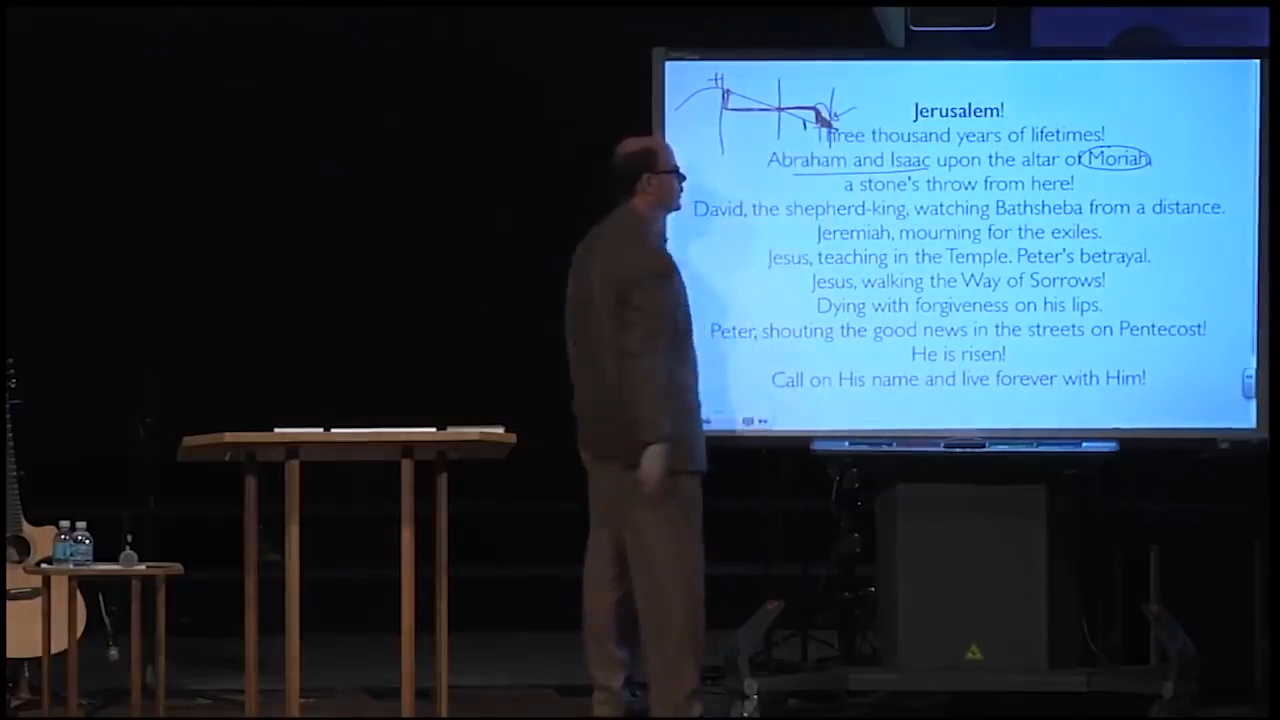 Jerusalem!
Three thousand years of lifetimes!
Abraham and Isaac upon the altar of Moriah,
a stone's throw from here!
David, the shepherd-king, watching Bathsheba from a distance.
Jeremiah, mourning for the exiles.
Jesus, teaching in the Temple. Peter's betrayal.
Jesus, walking the Way of Sorrows!
Dying with forgiveness on his lips.
Peter, shouting the good news in the streets on Pentecost!
He is risen!
Call on His name and live forever with Him!